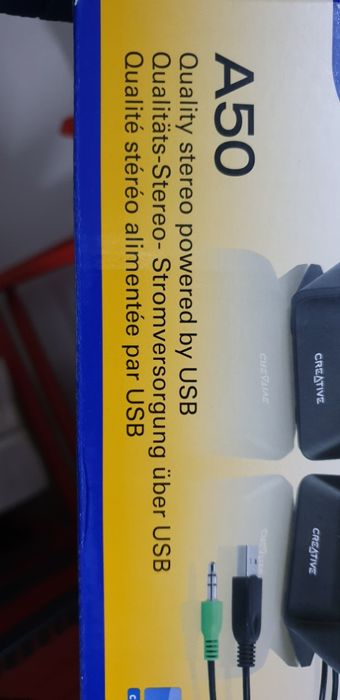 A50
Quality stereo powered by USB
Qualitäts-Stereo- Stromversorgung über USB
Qualité stéréo alimentée par USB
CREATIVE
CREATIVE